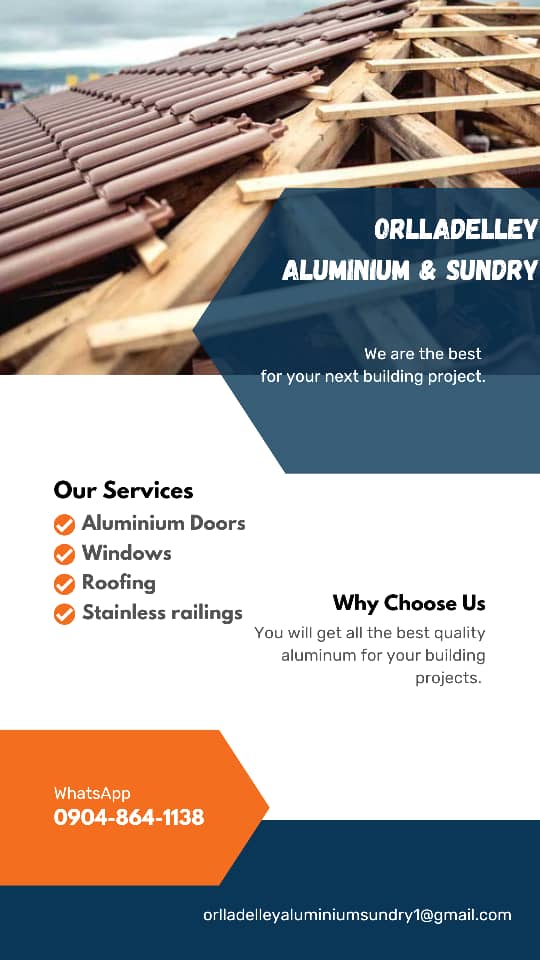 ORLLADELLEY
ALUMINIUM & SUNDRY
We are the best
for your next building project.
Our Services
Aluminium Doors
Windows
Roofing
Stainless railings
Why Choose Us
You will get all the best quality
aluminum for your building
projects.
WhatsApp
0904-864-1138
orlladelleyaluminiumsundry1@gmail.com